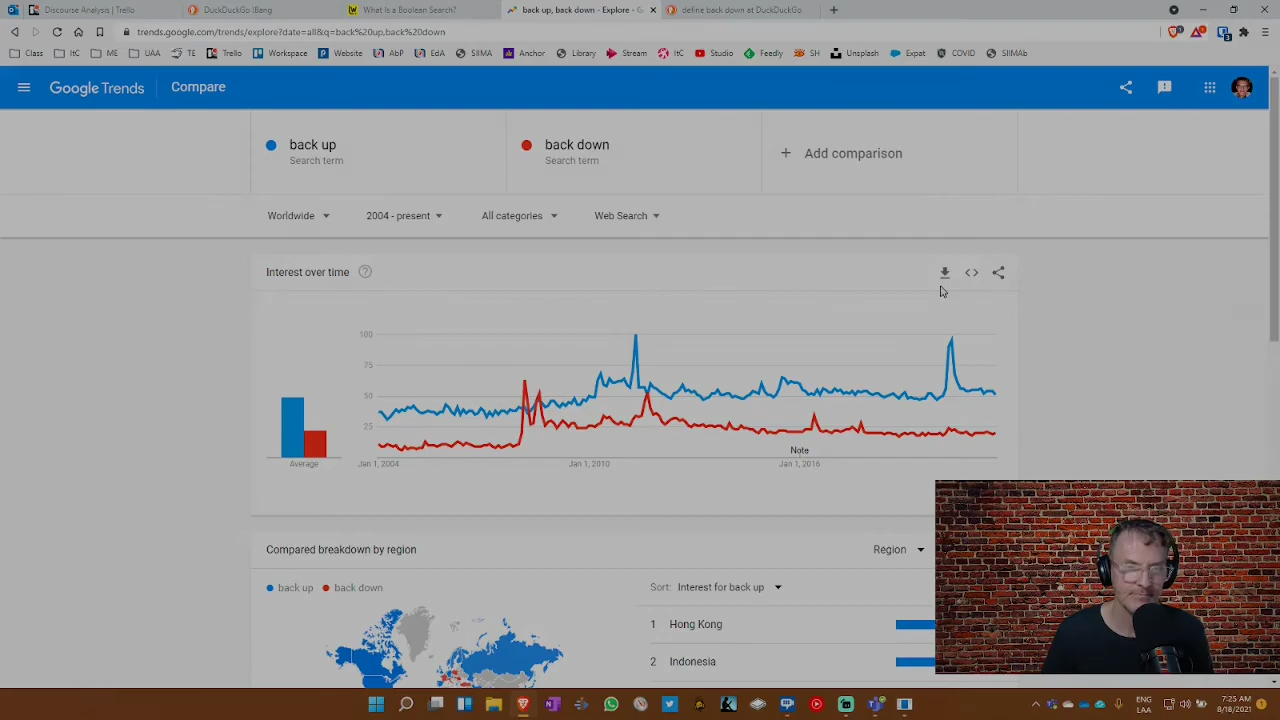 Discourse Analysis | Trello
DuckDuckGo !Bang
What Is a Boolean Search?
back up, back down - Explore - G
define back down at DuckDuckGo
trends.google.com/trends/explore?date=all&q=back%20up,back%20down
Class
ItC
ME
UAA
TE
Trello
Workspace
Website
AbP
EdA
SIIMA
Anchor
Library
Stream
ItC
Studio
Feedly
SH
Unsplash
Expat
COVID
SIIMAb
Google Trends
Compare
back up
Search term
back down
Search term
+ Add comparison
Worldwide
2004 - present
All categories
Web Search
Interest over time
100
75
50
25
Average
Jan 1, 2004
Jan 1, 2010
Note
Jan 1, 2016
Compared breakdown by region
Region
back up
back down
Sort: Interest for back up
1 Hong Kong
2 Indonesia
ENG
LAA
7:25 AM
8/18/2021